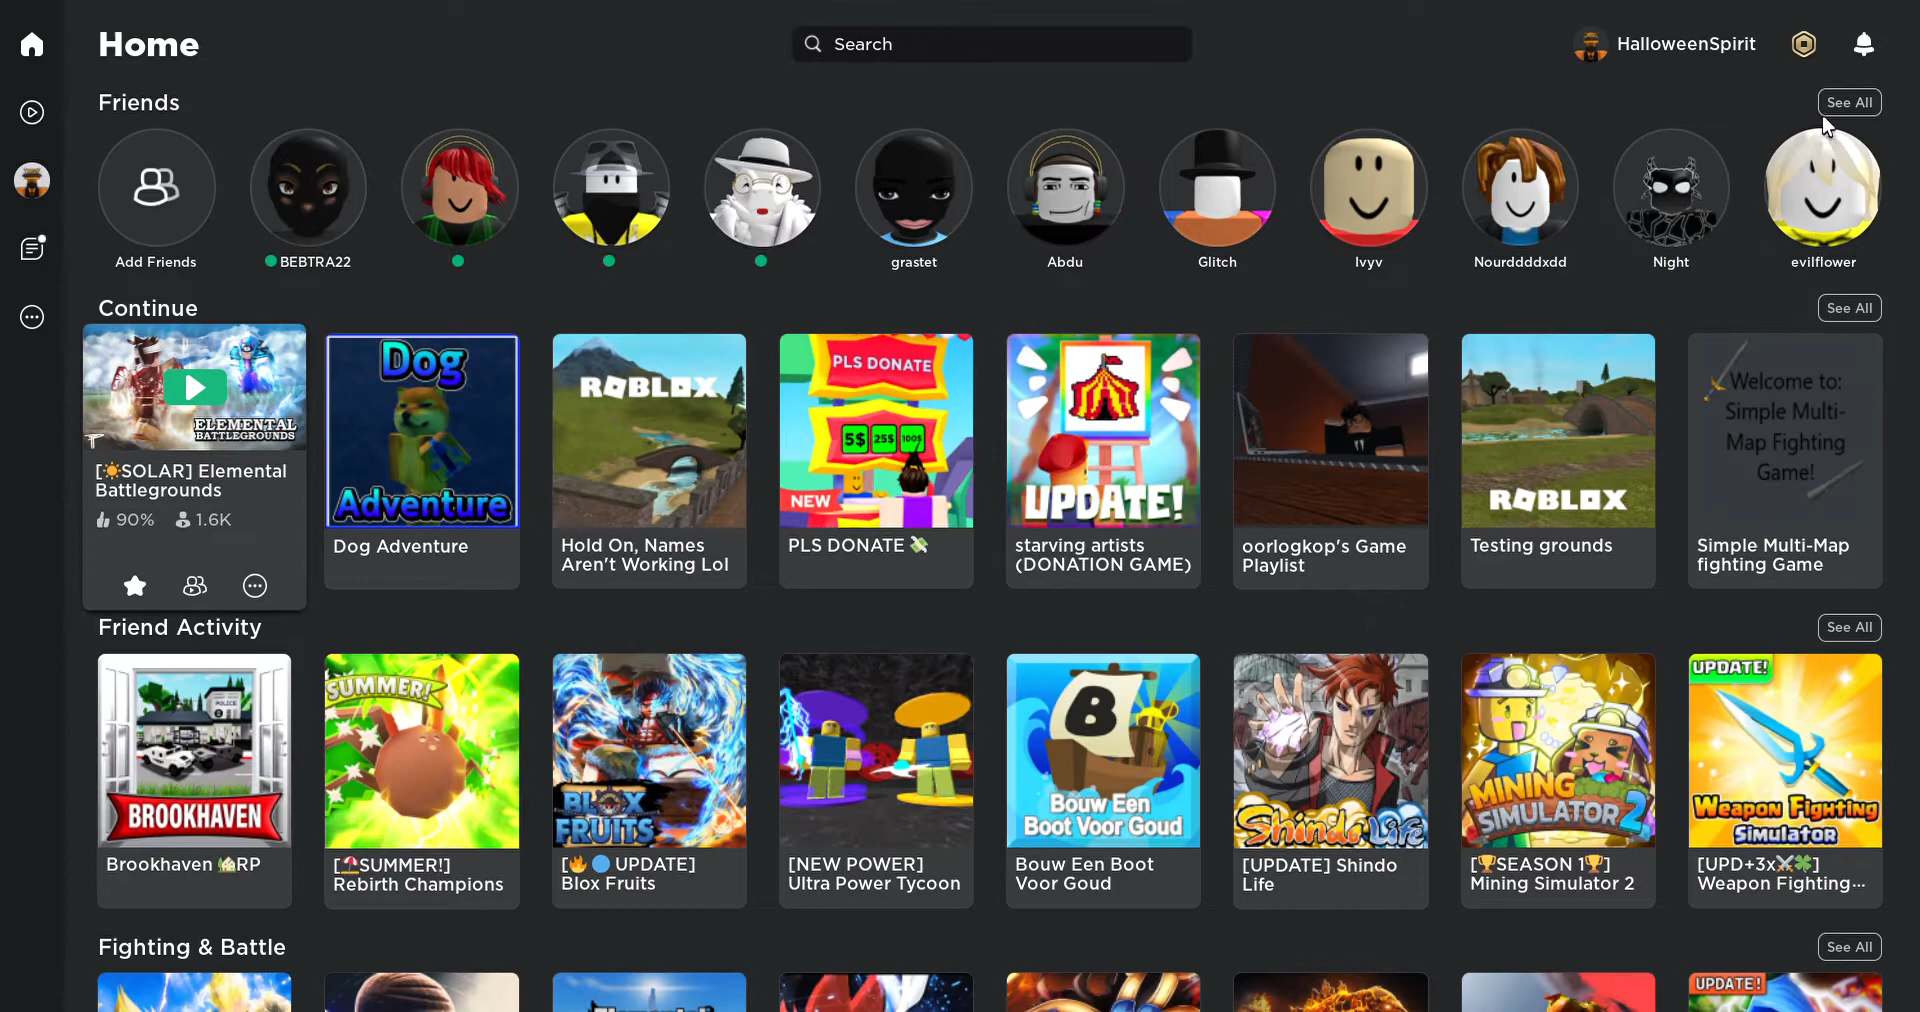 Home
Search
HalloweenSpirit
Friends
See All
Add Friends
BEBTRA22
grastet
Abdu
Glitch
Ivyv
Nourddddxdd
Night
evilflower
Continue
See All
ELEMENTAL
BATTLEGROUNDS
[☀️SOLAR] Elemental
Battlegrounds
90%
1.6K
Dog
Adventure
Dog Adventure
ROBLOX
Hold On, Names
Aren't Working Lol
PLS DONATE
5$
25$
100$
NEW
PLS DONATE 💸
UPDATE!
starving artists
(DONATION GAME)
oorlogkop's Game
Playlist
ROBLOX
Testing grounds
Welcome to:
Simple Multi-
Map Fighting
Game!
Simple Multi-Map
fighting Game
Friend Activity
See All
POLICE
BROOKHAVEN
Brookhaven 🏡RP
SUMMER!
[⛱️SUMMER!]
Rebirth Champions
BLOX
FRUITS
[🔥🔵 UPDATE]
Blox Fruits
[NEW POWER]
Ultra Power Tycoon
B
Bouw Een
Boot Voor Goud
Bouw Een Boot
Voor Goud
Shindo Life
[UPDATE] Shindo
Life
MINING
SIMULATOR 2
[🏆SEASON 1🏆]
Mining Simulator 2
UPDATE!
Weapon Fighting
Simulator
[UPD+3x⚔️🍀]
Weapon Fighting...
Fighting & Battle
See All
UPDATE!